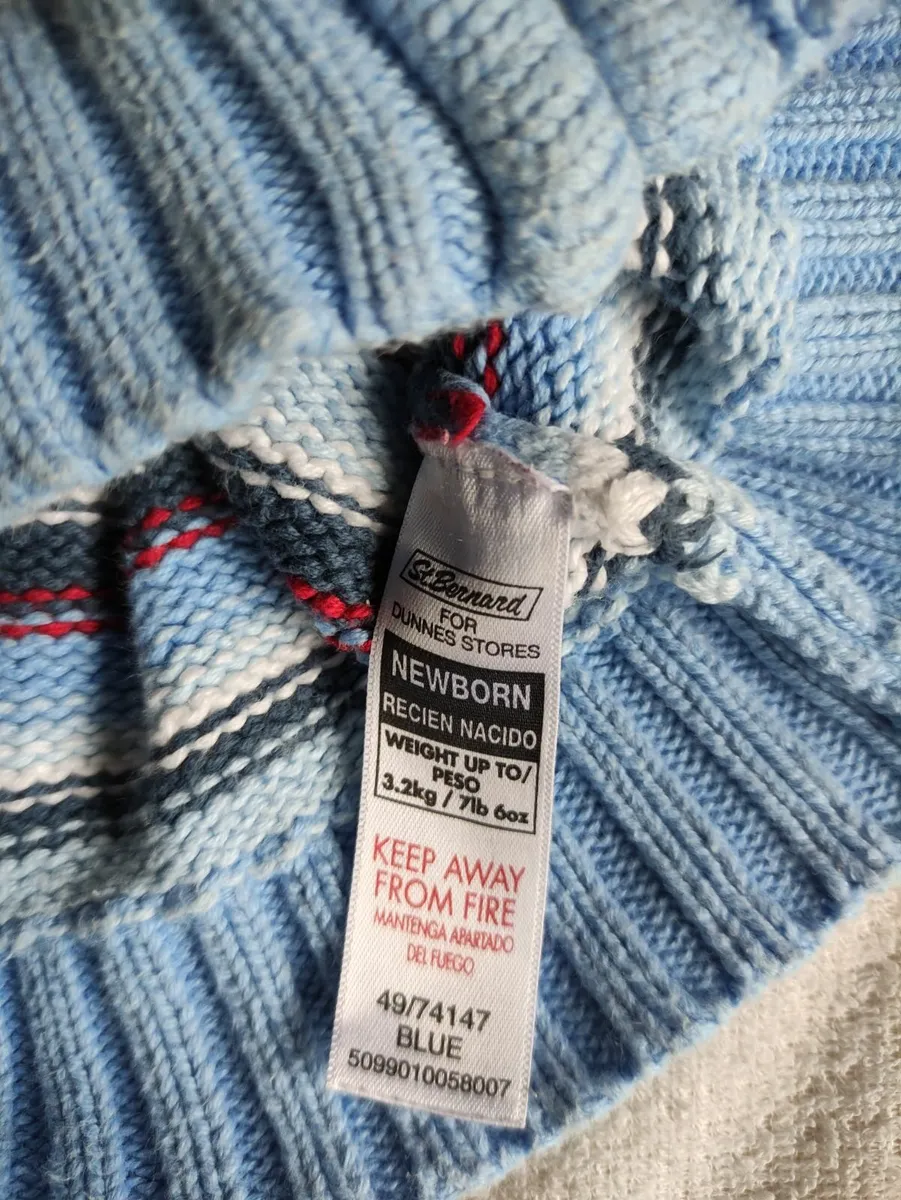 St.Bernard
FOR
DUNNES STORES
NEWBORN
RECIEN NACIDO
WEIGHT UP TO/
PESO
3.2kg / 7lb 6oz
KEEP AWAY
FROM FIRE
MANTENGA APARTADO
DEL FUEGO
49/74147
BLUE
5099010058007